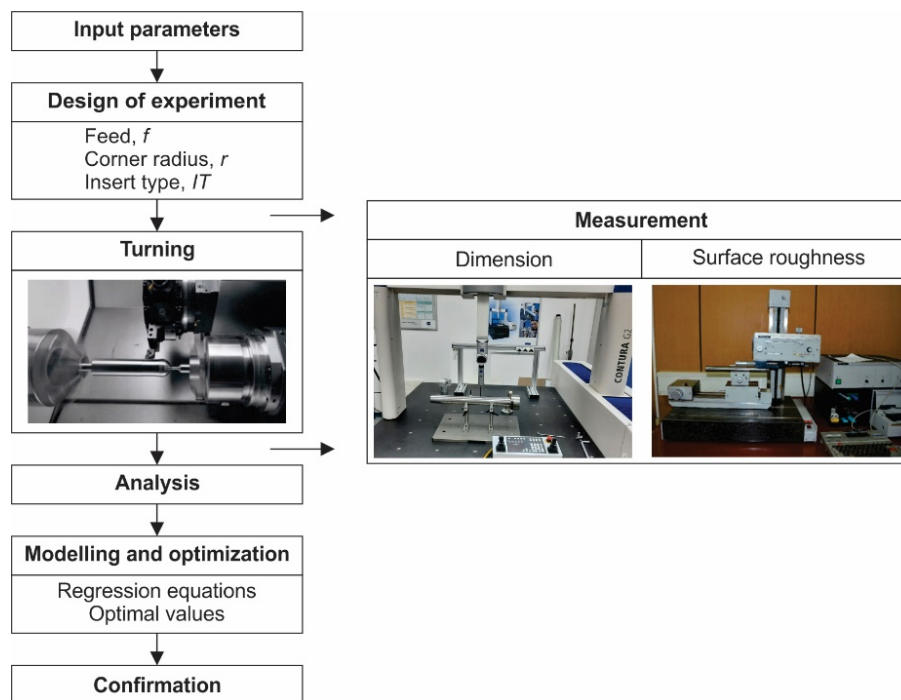 Input parameters
Design of experiment
Feed, f
Corner radius, r
Insert type, IT
Turning
Analysis
Modelling and optimization
Regression equations
Optimal values
Confirmation
Measurement
Dimension
Surface roughness
CONTURA G2